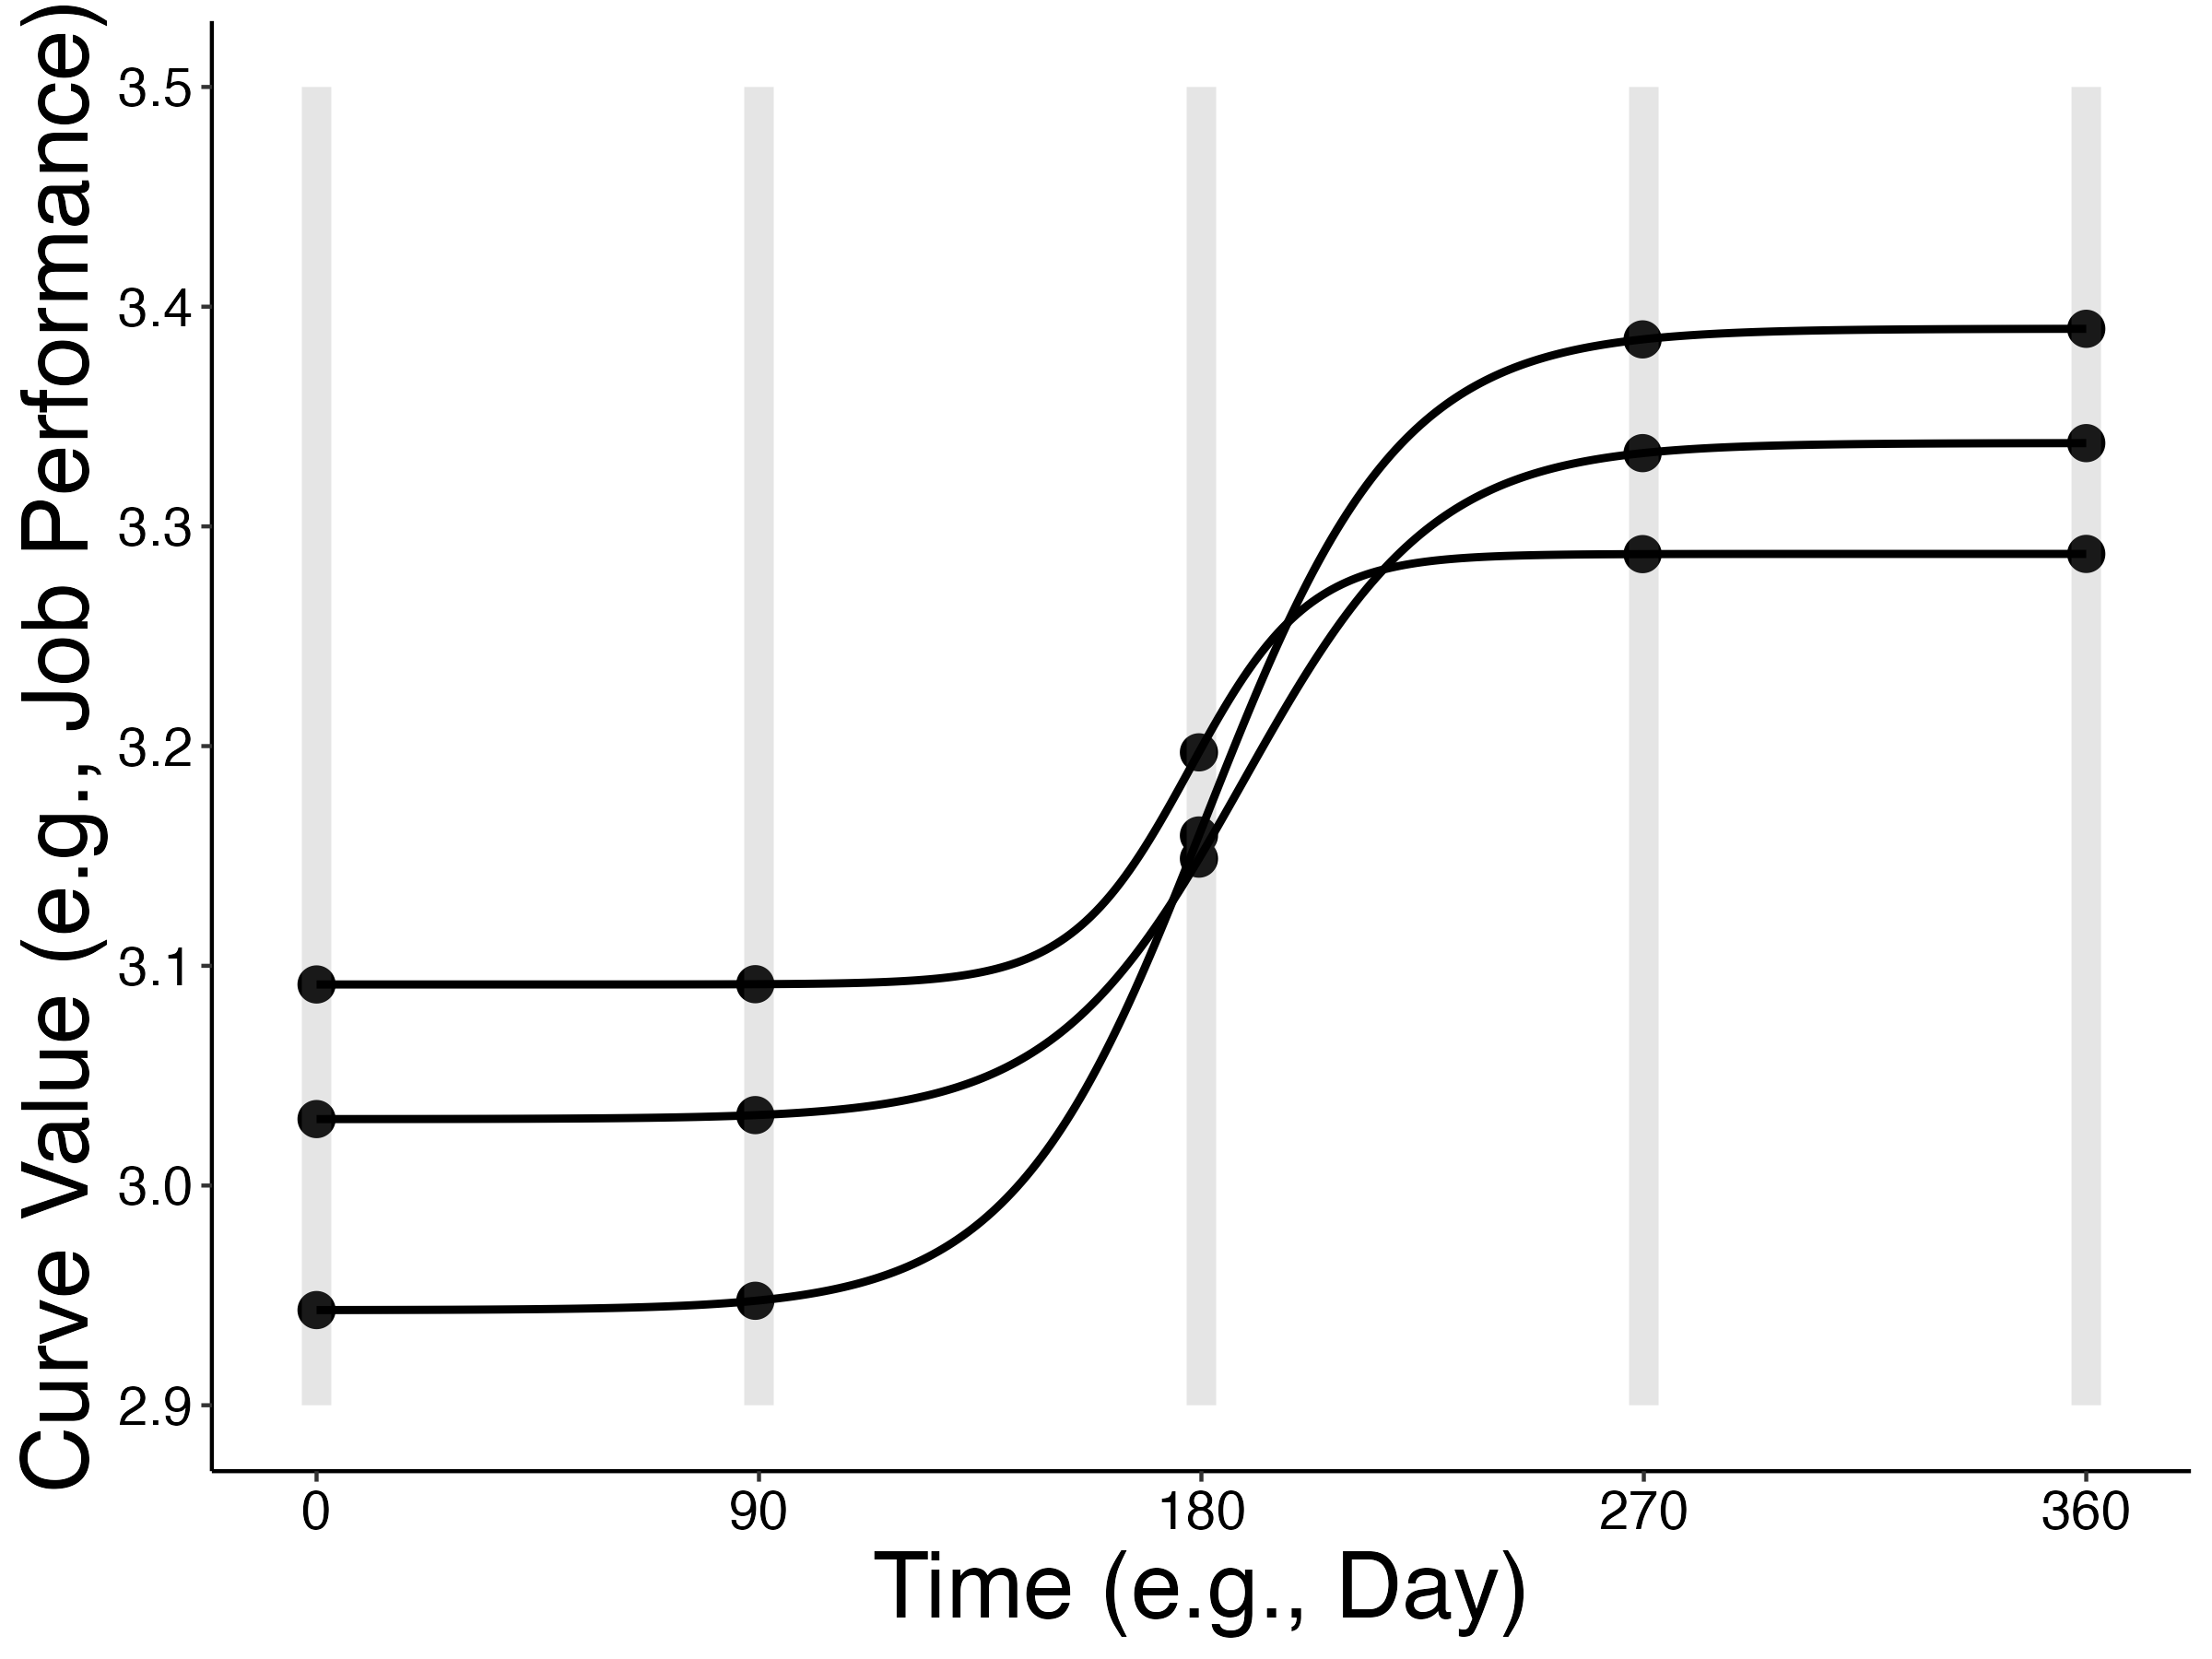 Curve Value (e.g., Job Performance)
3.5
3.4
3.3
3.2
3.1
3.0
2.9
0 90 180 270 360
Time (e.g., Day)